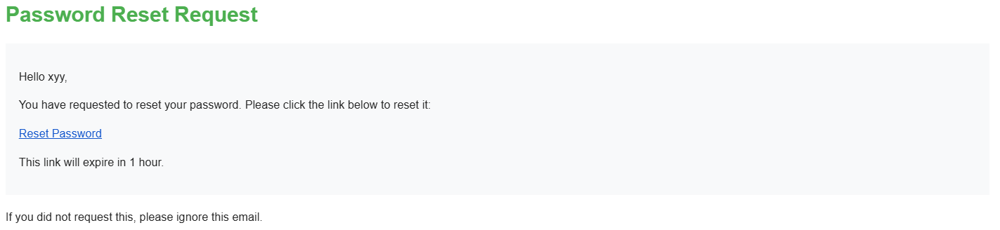 Password Reset Request
Hello xyy,
You have requested to reset your password. Please click the link below to reset it:
Reset Password
This link will expire in 1 hour.
If you did not request this, please ignore this email.